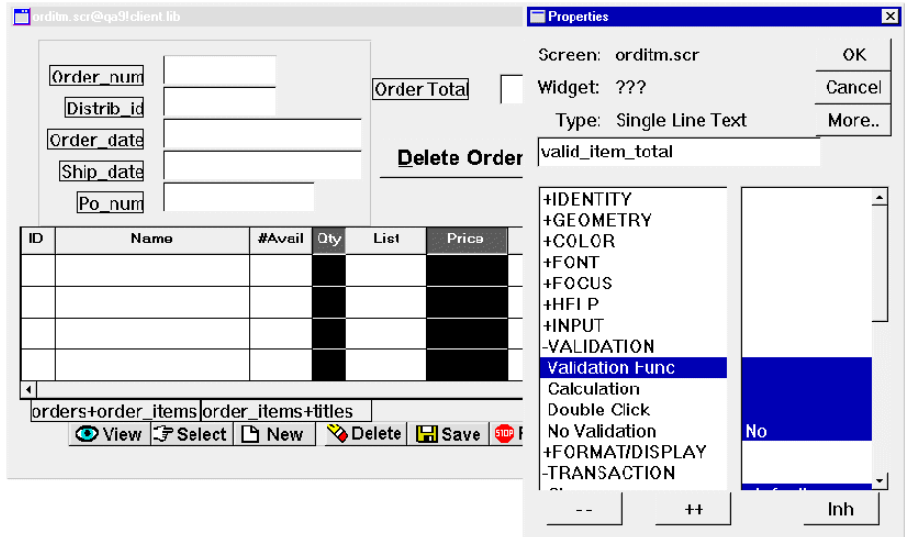 orditm.scr@qa9!client.lib
Order_num
Distrib_id
Order_date
Ship_date
Po_num
Order Total
Delete Order
ID Name #Avail Qty List Price
orders+order_items order_items+titles
View Select New Delete Save STOP
Properties
Screen: orditm.scr OK
Widget: ??? Cancel
Type: Single Line Text More..
valid_item_total
+IDENTITY
+GEOMETRY
+COLOR
+FONT
+FOCUS
+HELP
+INPUT
-VALIDATION
Validation Func
Calculation
Double Click
No Validation No
+FORMAT/DISPLAY
-TRANSACTION
-- ++ Inh